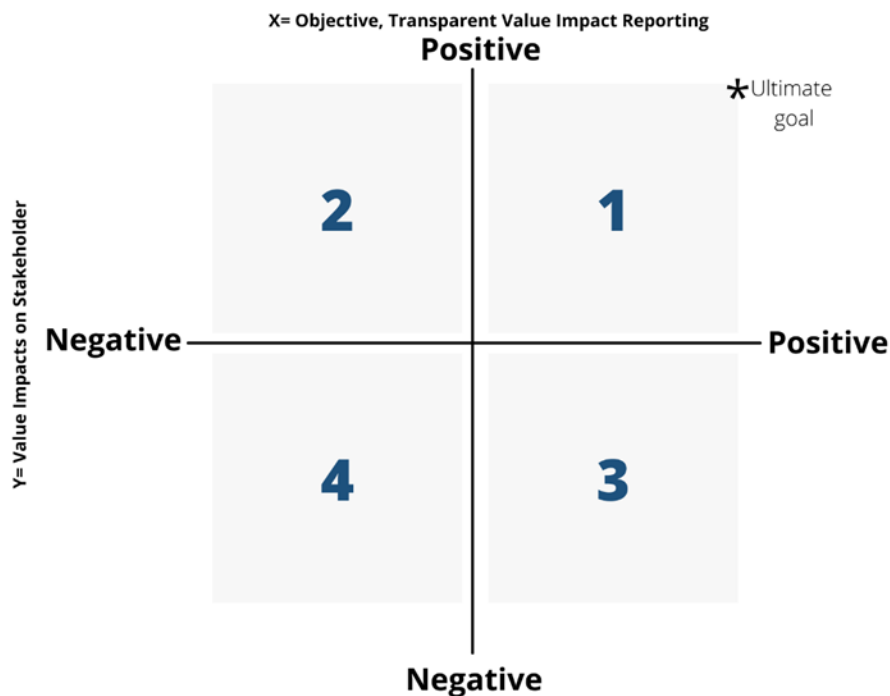 X= Objective, Transparent Value Impact Reporting
Positive
*Ultimate
goal
2
1
Y= Value Impacts on Stakeholder
Negative
Positive
4
3
Negative